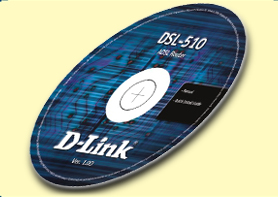 DSL-510
ADSL Router
- Manual
- Quick Install Guide
D-Link
Ver. 1.00